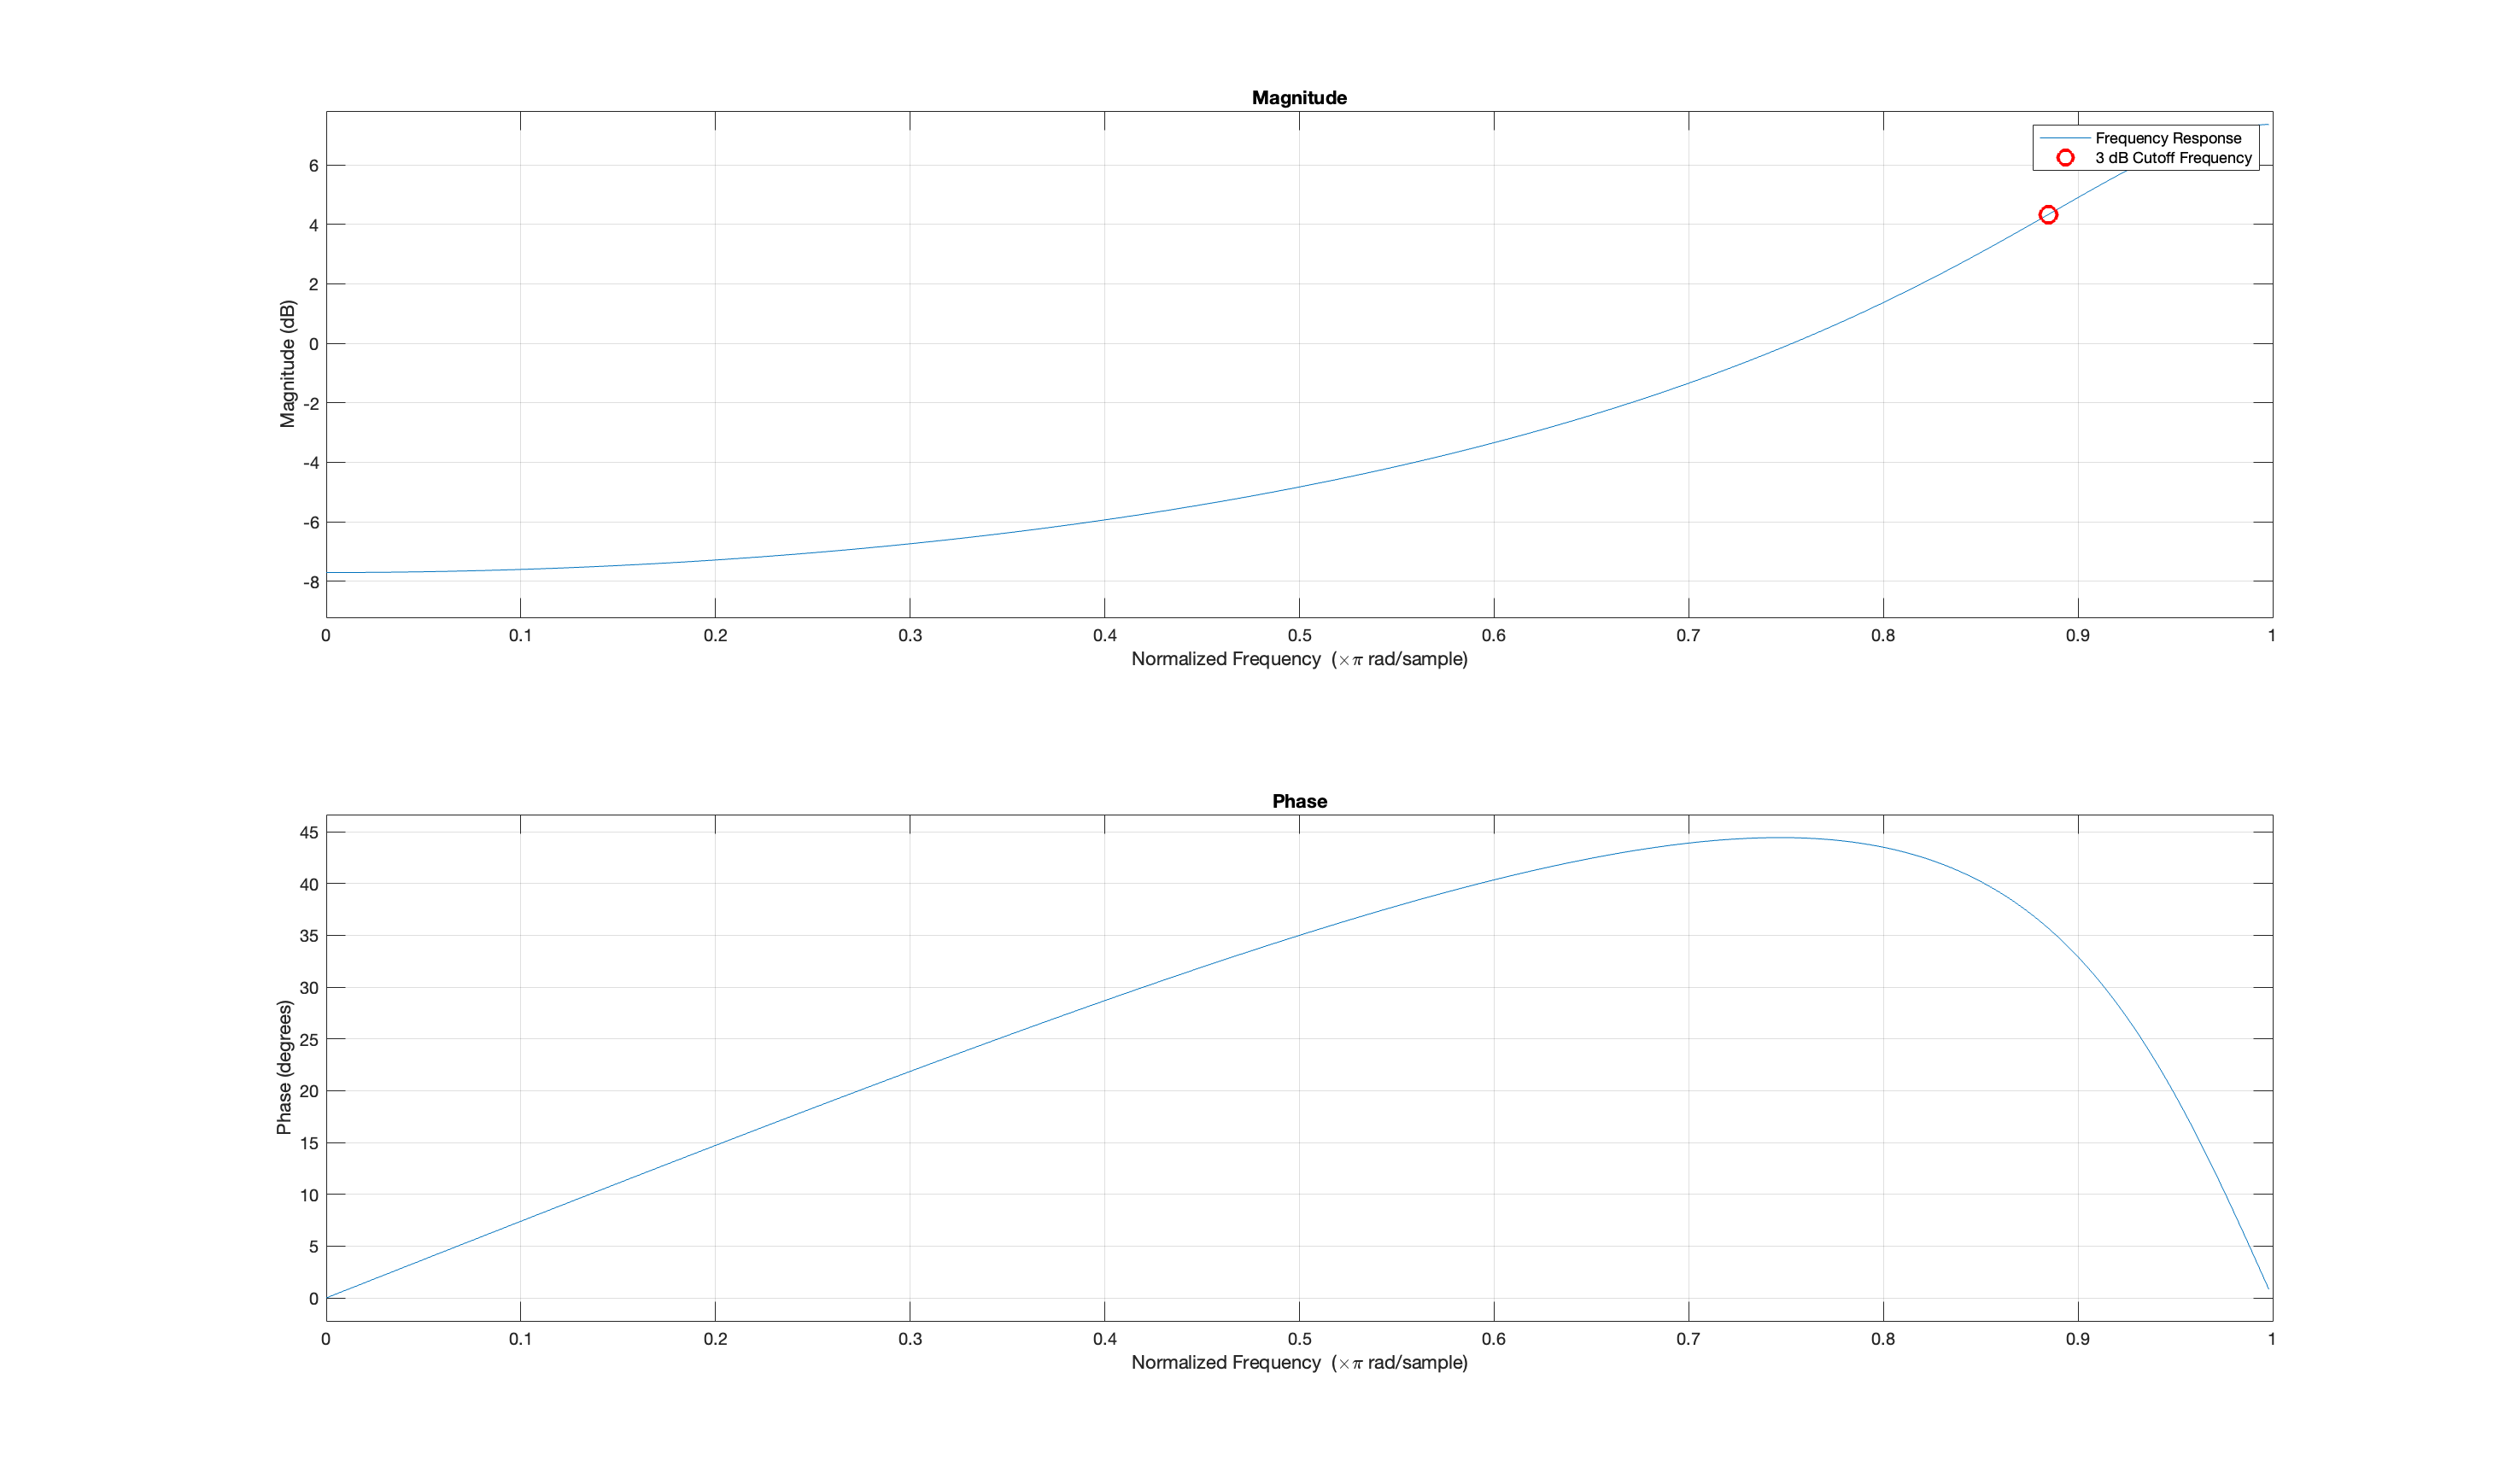 Magnitude
Frequency Response
3 dB Cutoff Frequency
Magnitude (dB)
6
4
2
0
-2
-4
-6
-8
0 0.1 0.2 0.3 0.4 0.5 0.6 0.7 0.8 0.9 1
Normalized Frequency (×π rad/sample)
Phase
Phase (degrees)
45
40
35
30
25
20
15
10
5
0
0 0.1 0.2 0.3 0.4 0.5 0.6 0.7 0.8 0.9 1
Normalized Frequency (×π rad/sample)